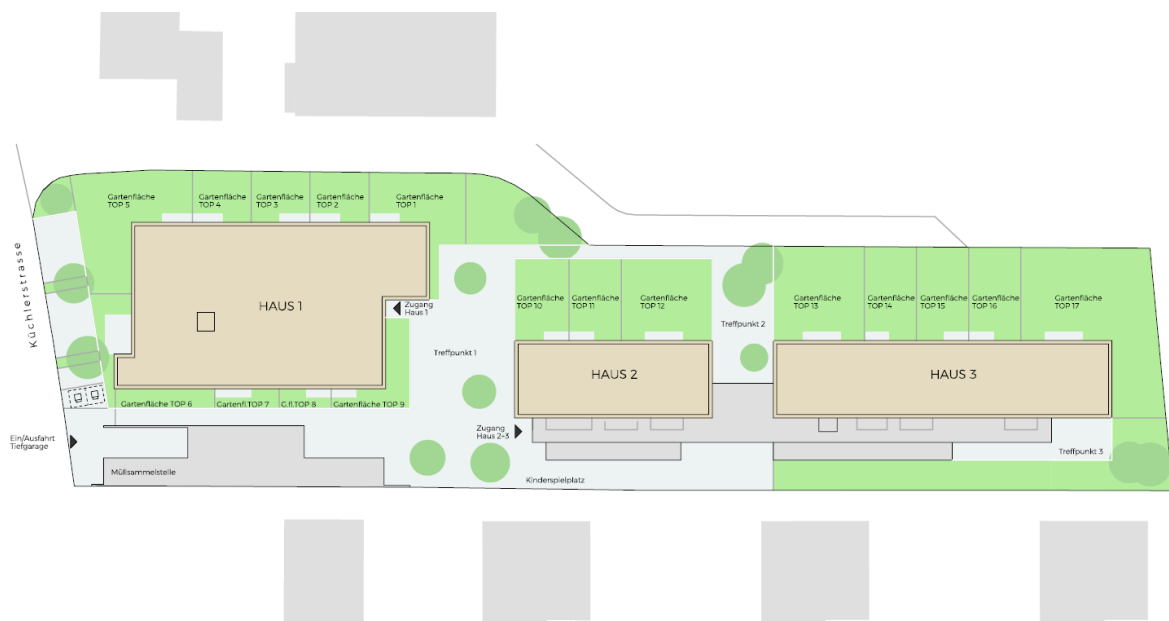 Gartenfläche
TOP 5
Gartenfläche
TOP 4
Gartenfläche
TOP 3
Gartenfläche
TOP 2
Gartenfläche
TOP 1
Küchlerstrasse
HAUS 1
Zugang
Haus 1
Gartenfläche
TOP 10
Gartenfläche
TOP 11
Gartenfläche
TOP 12
Gartenfläche
TOP 13
Gartenfläche
TOP 14
Gartenfläche
TOP 15
Gartenfläche
TOP 16
Gartenfläche
TOP 17
Treffpunkt 2
Treffpunkt 1
HAUS 2
HAUS 3
Gartenfläche TOP 6
Gartenfl.TOP 7
G.fl.TOP 8
Gartenfläche TOP 9
Zugang
Haus 2-3
Ein/Ausfahrt
Tiefgarage
Müllsammelstelle
Kinderspielplatz
Treffpunkt 3